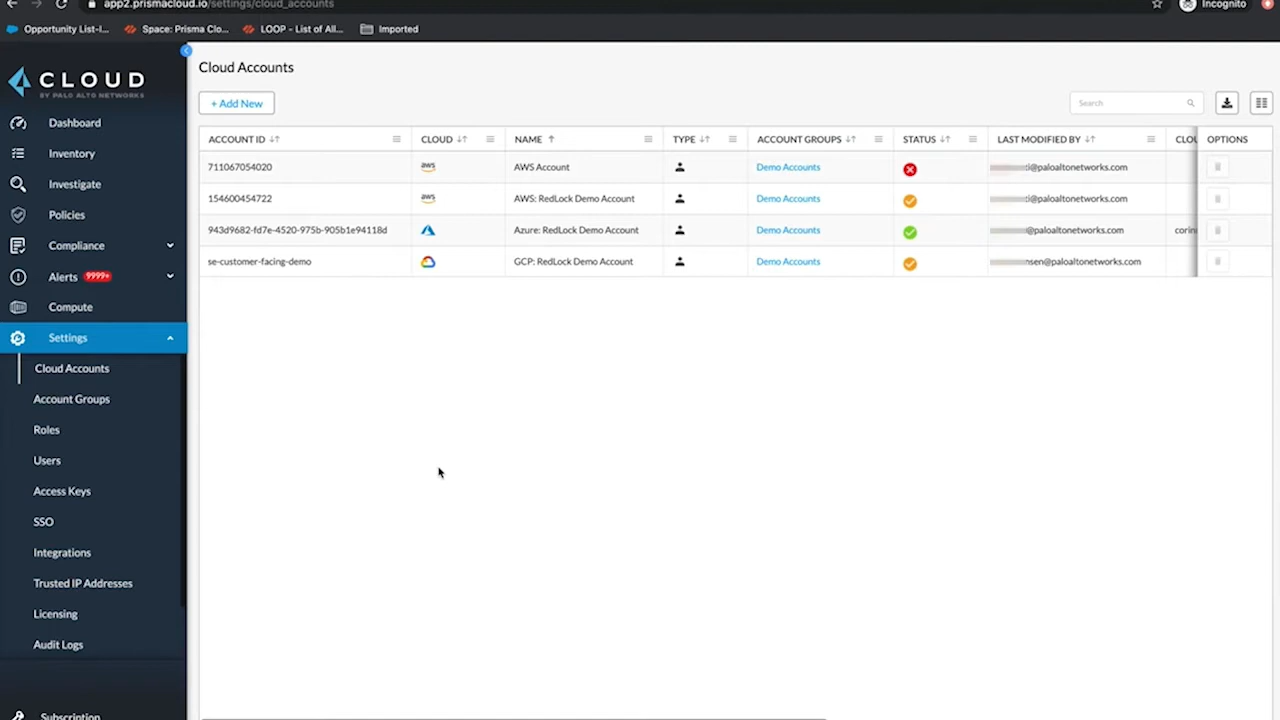 app2.prismacloud.io/settings/cloud_accounts
Incognito
Opportunity List-I...
Space: Prisma Clo...
LOOP – List of All...
Imported
CLOUD
BY PALO ALTO NETWORKS
Dashboard
Inventory
Investigate
Policies
Compliance
Alerts 9999+
Compute
Settings
Cloud Accounts
Account Groups
Roles
Users
Access Keys
SSO
Integrations
Trusted IP Addresses
Licensing
Audit Logs
Subscription
Cloud Accounts
+ Add New
Search
ACCOUNT ID CLOUD NAME TYPE ACCOUNT GROUPS STATUS LAST MODIFIED BY CLOU OPTIONS
711067054020 aws AWS Account Demo Accounts i@paloaltonetworks.com
154600454722 aws AWS: RedLock Demo Account Demo Accounts i@paloaltonetworks.com
943d9682-fd7e-4520-975b-905b1e94118d Azure: RedLock Demo Account Demo Accounts @paloaltonetworks.com corin
se-customer-facing-demo GCP: RedLock Demo Account Demo Accounts nsen@paloaltonetworks.com